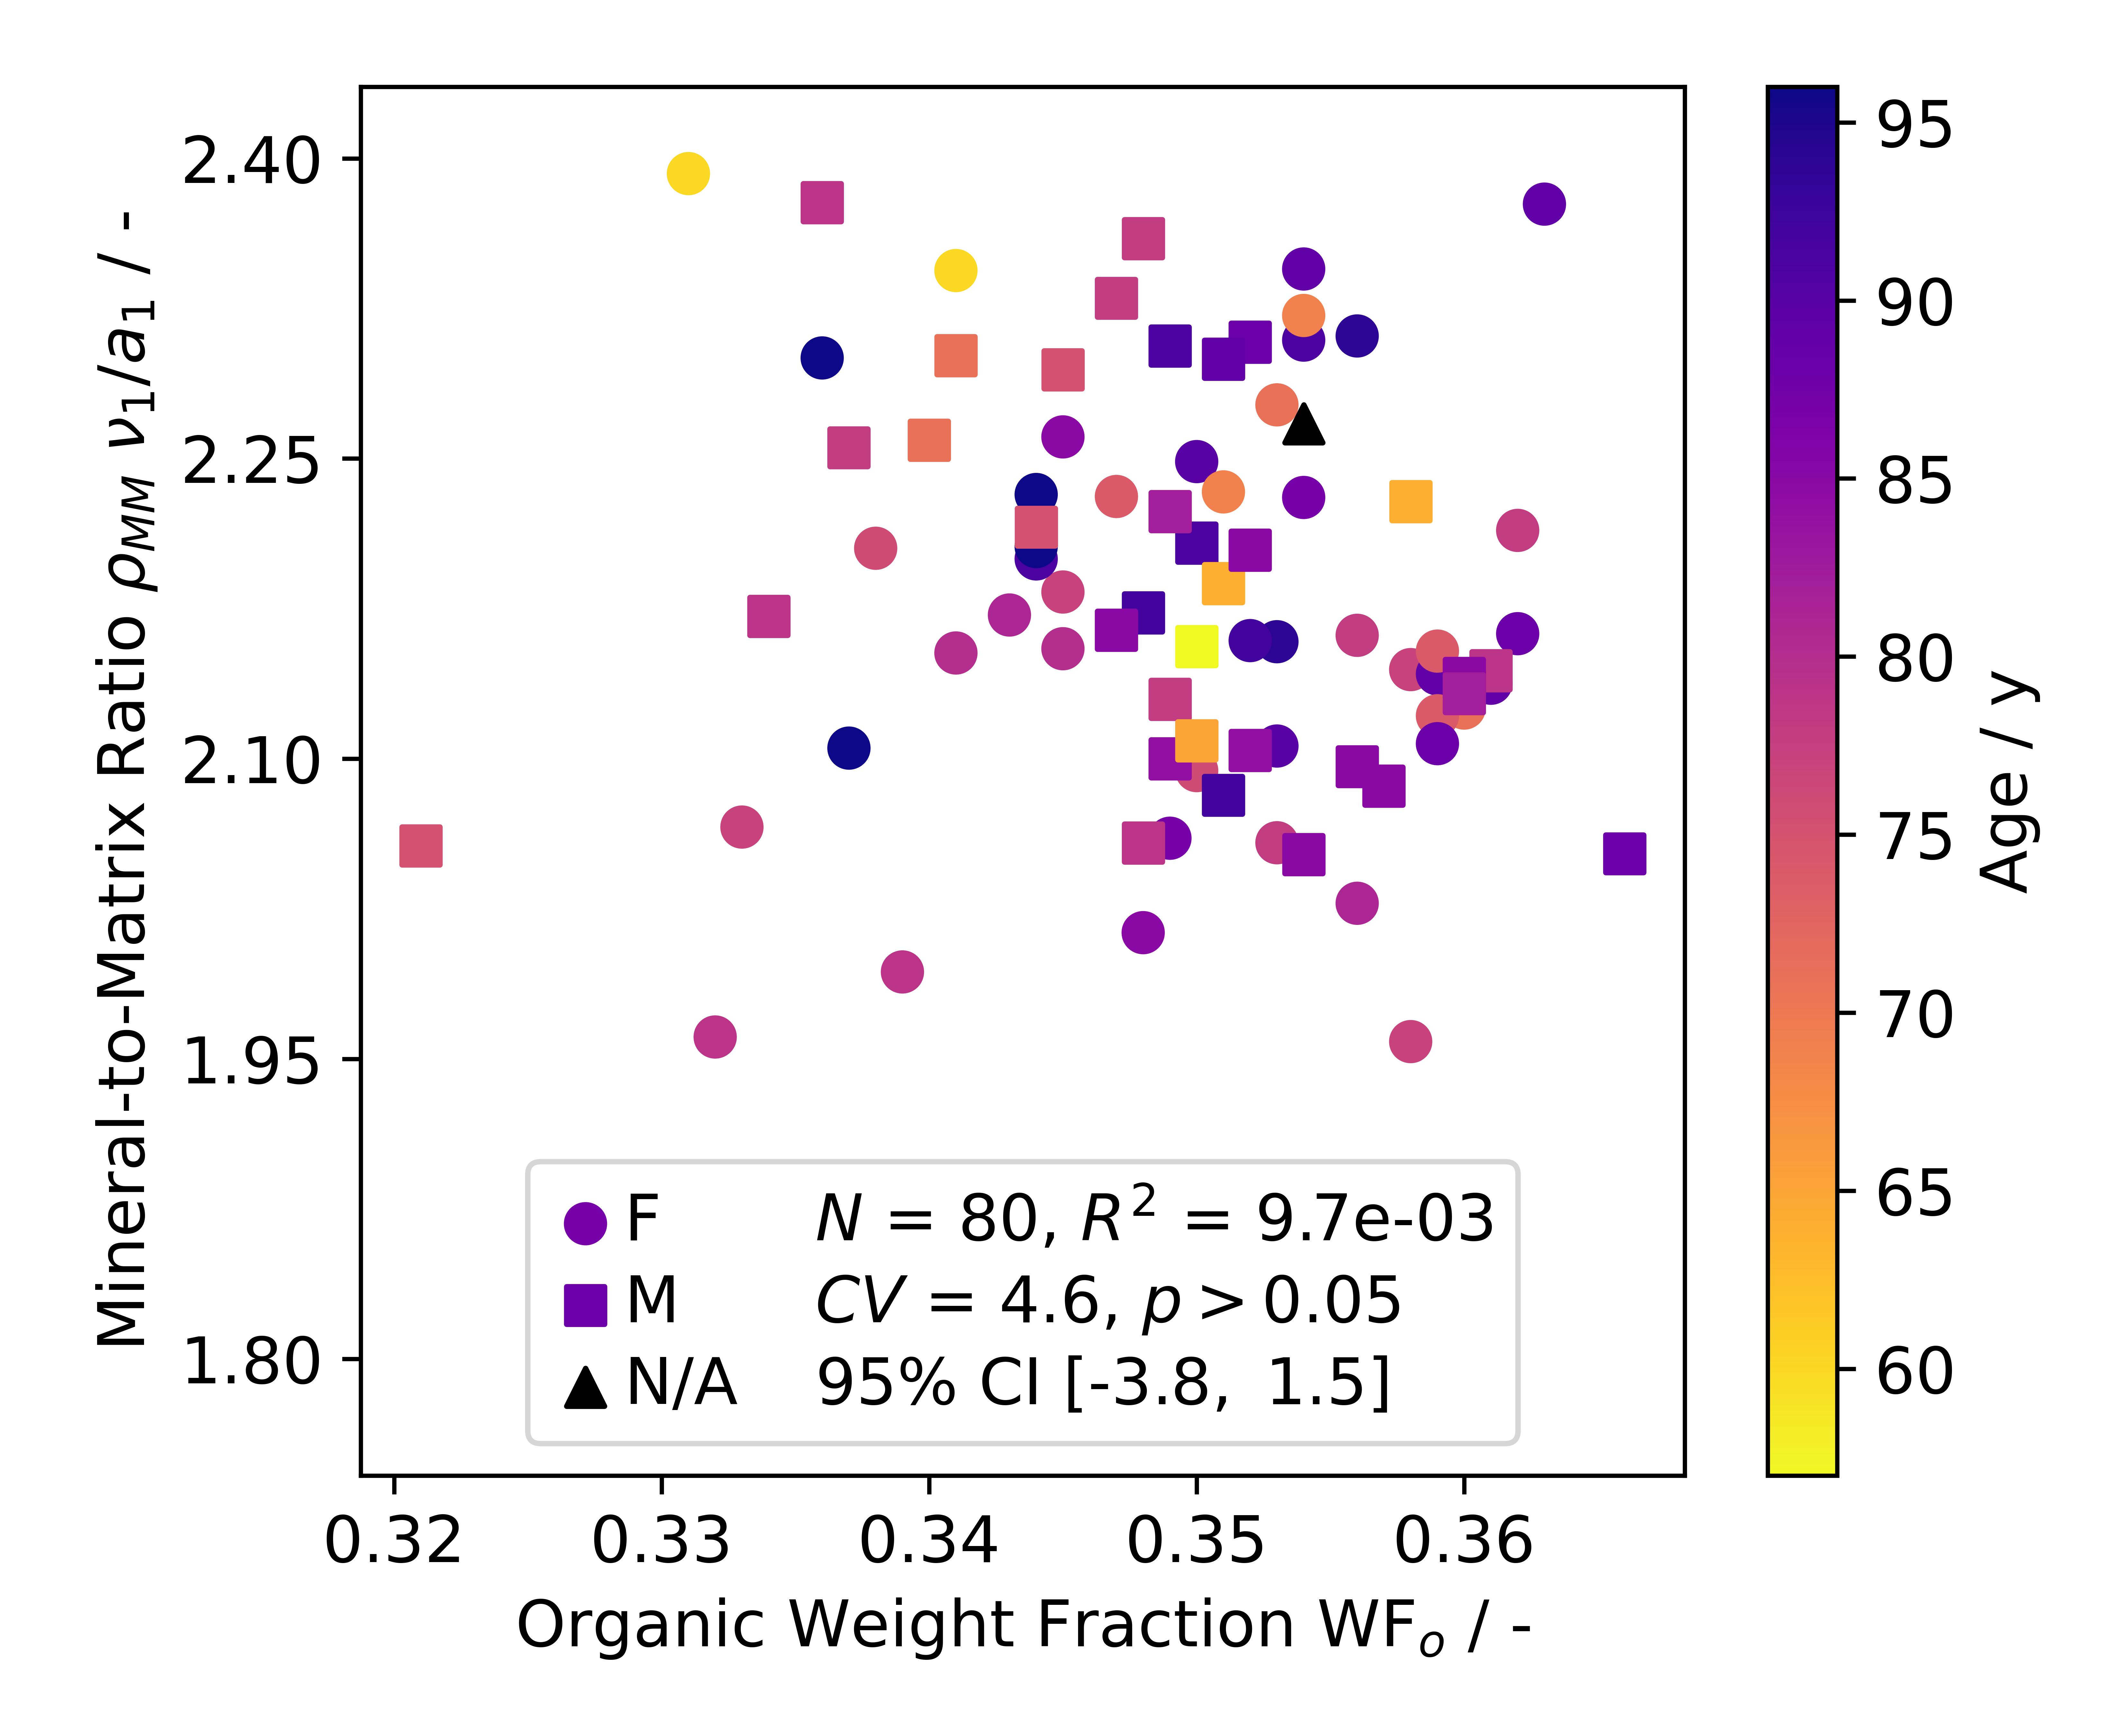 Mineral-to-Matrix Ratio ρMM ν1/a1 / -
2.40
2.25
2.10
1.95
1.80
F N = 80, R² = 9.7e-03
M CV = 4.6, p > 0.05
N/A 95% CI [-3.8, 1.5]
0.32 0.33 0.34 0.35 0.36
Organic Weight Fraction WFo / -
95
90
85
80
75
70
65
60
Age / y